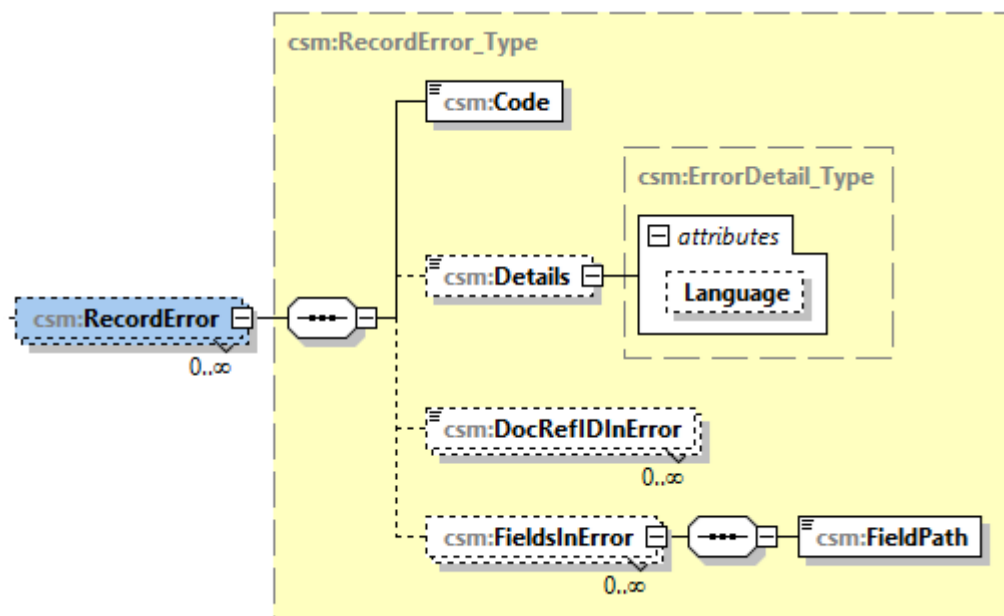 csm:RecordError_Type
csm:Code
csm:ErrorDetail_Type
attributes
csm:Details
Language
csm:RecordError
0..∞
csm:DocRefIDInError
0..∞
csm:FieldsInError
csm:FieldPath
0..∞